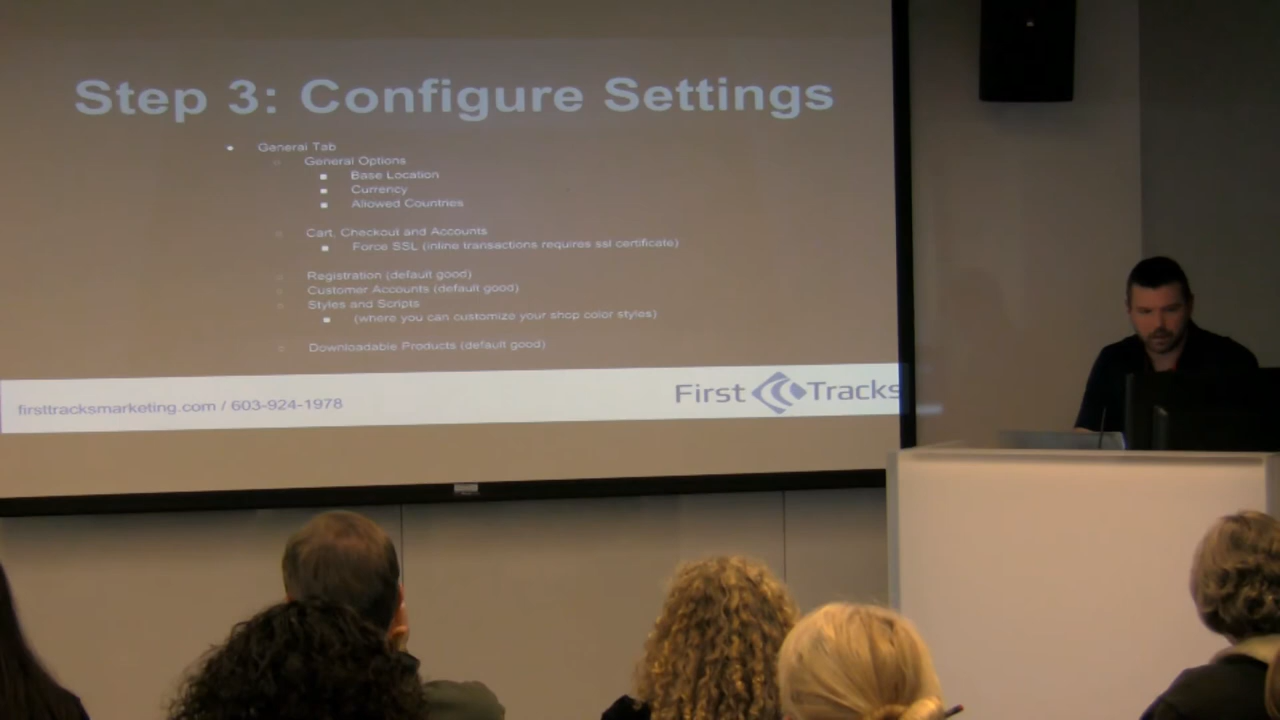 Step 3: Configure Settings
General Tab
General Options
Base Location
Currency
Allowed Countries
Cart, Checkout and Accounts
Force SSL (inline transactions requires ssl certificate)
Registration (default good)
Customer Accounts (default good)
Styles and Scripts
(where you can customize your shop color styles)
Downloadable Products (default good)
firsttracksmarketing.com / 603-924-1978
First Tracks